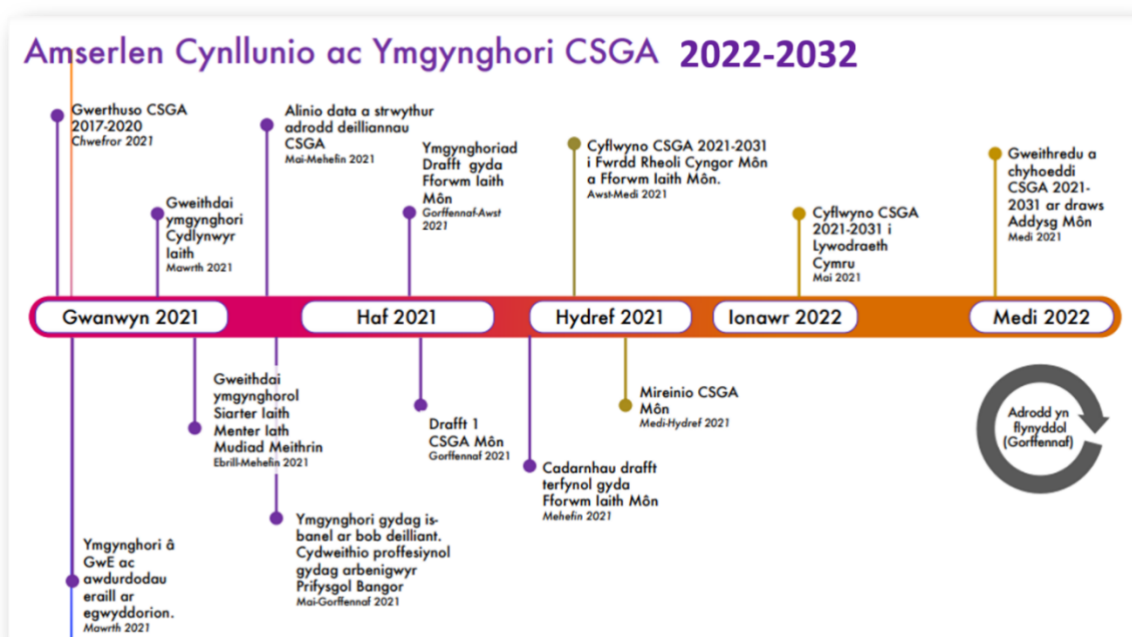 Amserlen Cynllunio ac Ymgynghori CSGA 2022-2032
Gwerthuso CSGA
2017-2020
Chwefror 2021
Gweithdai
ymgynghori
Cydlynwyr
Iaith
Mawrth 2021
Alinio data a strwythur
adrodd deilliannau
CSGA
Mai-Mehefin 2021
Ymgynghoriad
Drafft gyda
Fforwm Iaith
Môn
Gorffennaf-Awst
2021
Cyflwyno CSGA 2021-2031
i Fwrdd Rheoli Cyngor Môn
a Fforwm Iaith Môn.
Awst-Medi 2021
Cyflwyno CSGA
2021-2031 i
Lywodraeth
Cymru
Mai 2021
Gweithredu a
chyhoeddi
CSGA 2021-
2031 ar draws
Addysg Môn
Medi 2021
Gwanwyn 2021
Haf 2021
Hydref 2021
Ionawr 2022
Medi 2022
Ymgynghori â
GwE ac
awdurdodau
eraill ar
egwyddorion.
Mawrth 2021
Gweithdai
ymgynghorol
Siarter Iaith
Menter Iath
Mudiad Meithrin
Ebrill-Mehefin 2021
Ymgynghori gydag is-
banel ar bob deilliant.
Cydweithio proffesiynol
gydag arbenigwyr
Prifysgol Bangor
Mai-Gorffennaf 2021
Drafft 1
CSGA Môn
Gorffennaf 2021
Cadarnhau drafft
terfynol gyda
Fforwm Iaith Môn
Mehefin 2021
Mireinio CSGA
Môn
Medi-Hydref 2021
Adrodd yn
flynyddol
(Gorffennaf)